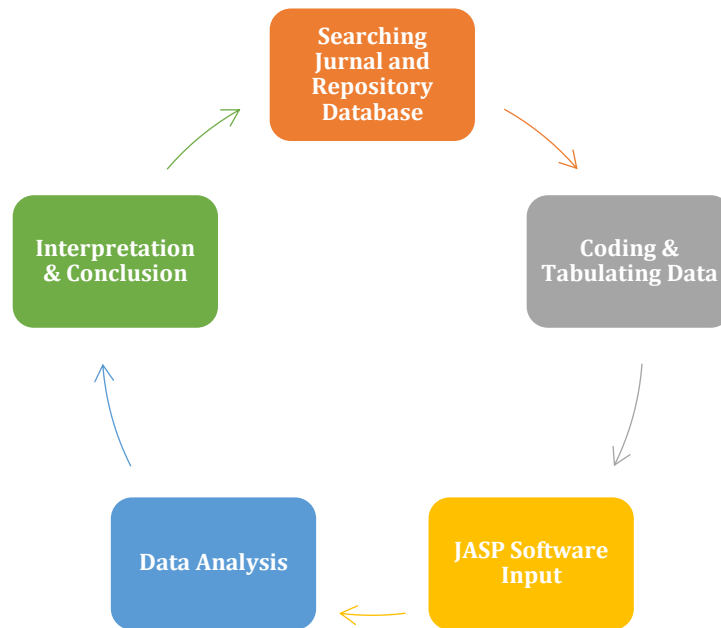 Searching
Jurnal and
Repository
Database
Coding &
Tabulating Data
JASP Software
Input
Data Analysis
Interpretation
& Conclusion